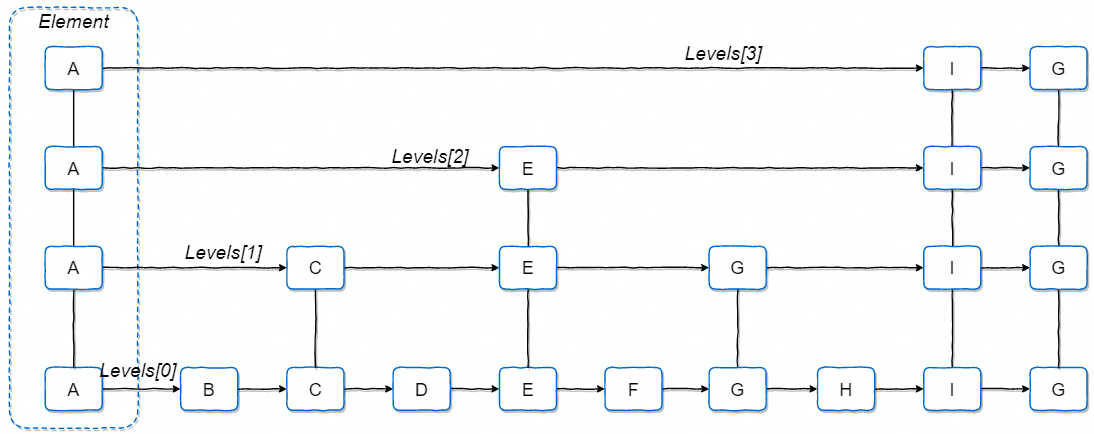 Element
A Levels[3] I G
A Levels[2] E I G
A Levels[1] C E G I G
A Levels[0] B C D E F G H I G